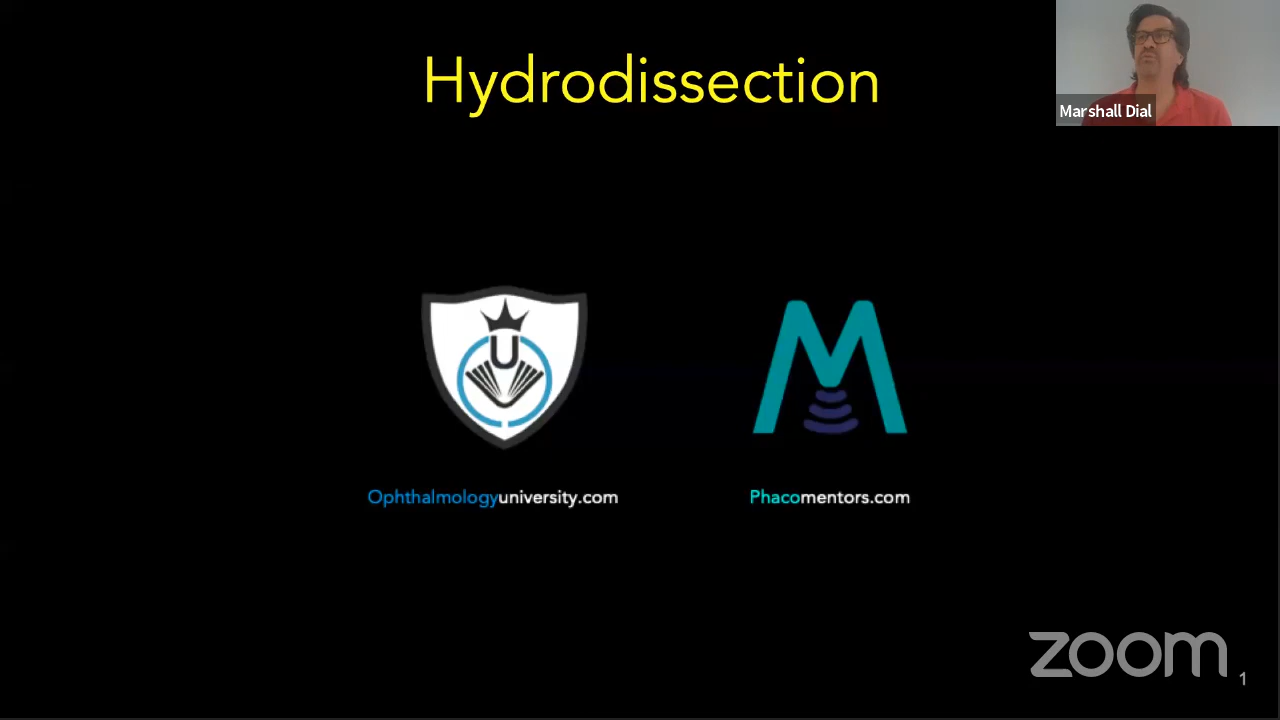 Hydrodissection
Marshall Dial
U
M
Ophthalmologyuniversity.com
Phacomentors.com
zoom
1